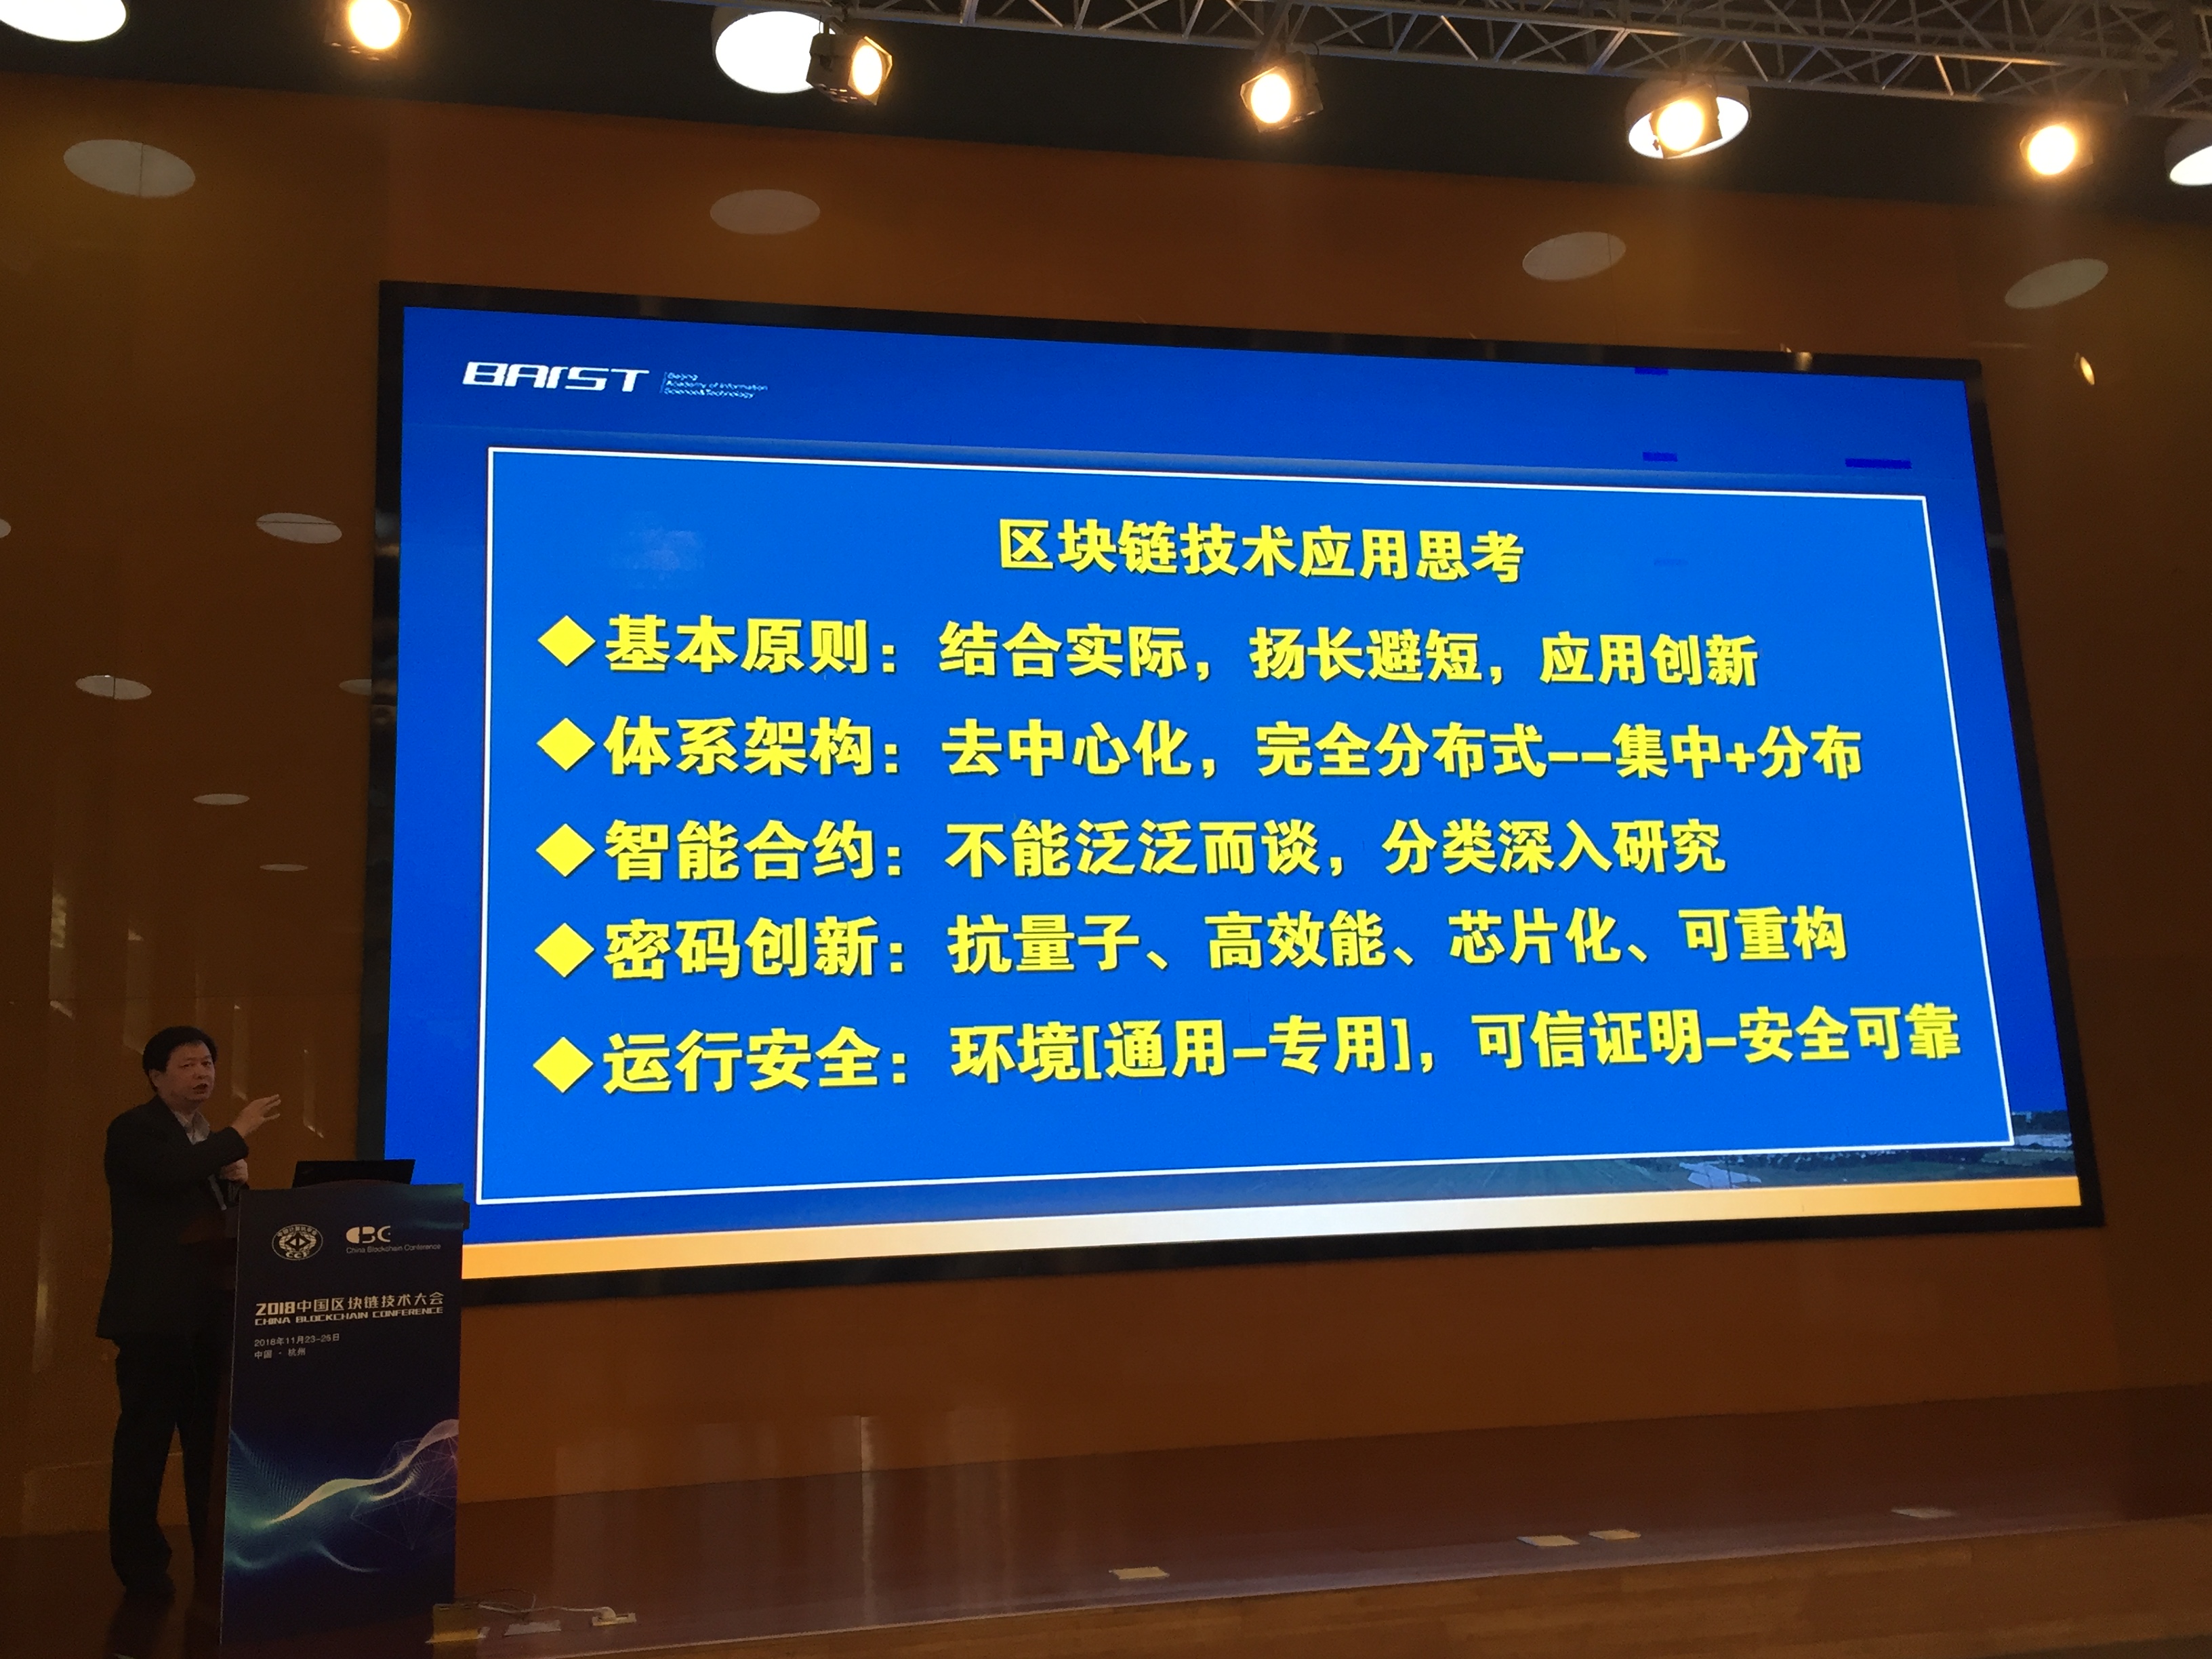 BAIST
Beijing
Academy of Information
Science&Technology
区块链技术应用思考
◆基本原则：结合实际，扬长避短，应用创新
◆体系架构：去中心化，完全分布式--集中+分布
◆智能合约：不能泛泛而谈，分类深入研究
◆密码创新：抗量子、高效能、芯片化、可重构
◆运行安全：环境[通用-专用]，可信证明-安全可靠
CCF
CBC
China Blockchain Conference
2018中国区块链技术大会
CHINA BLOCKCHAIN CONFERENCE
2018年11月23-25日
中国 · 杭州